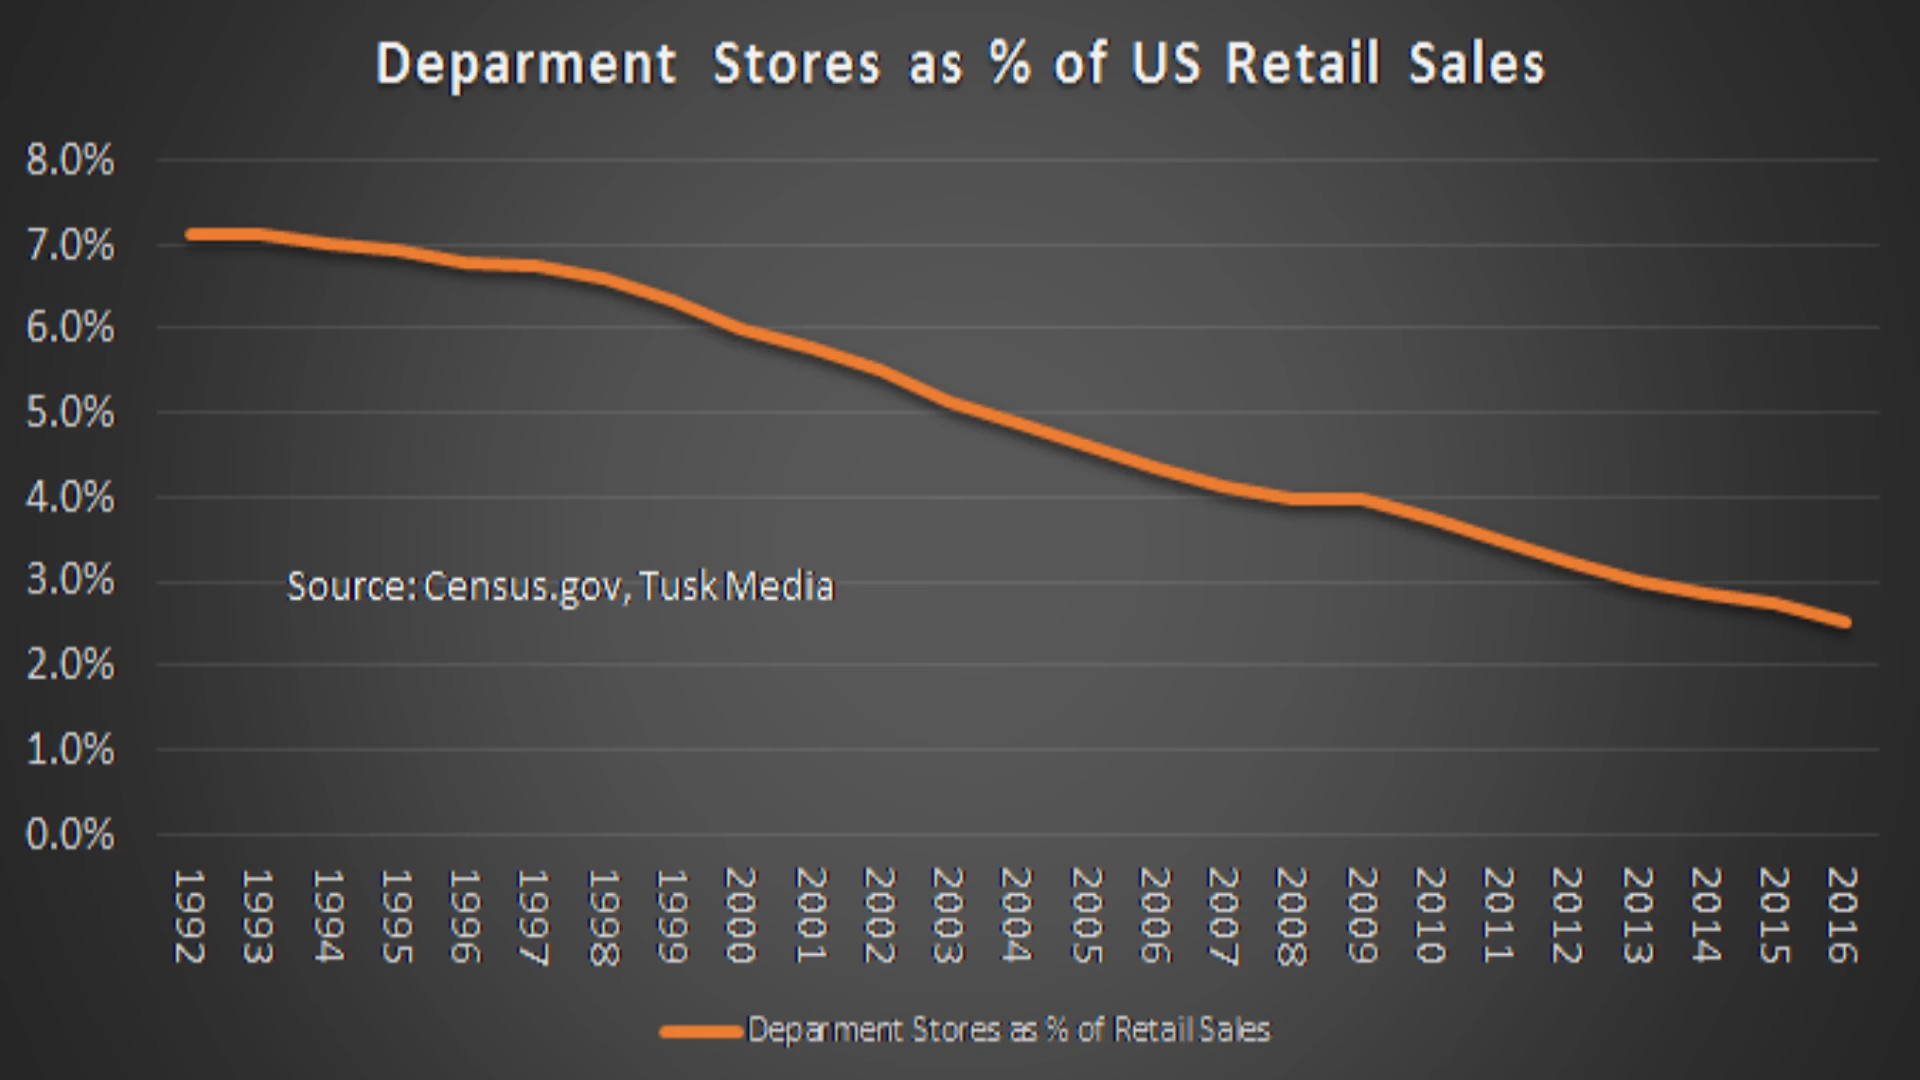 Deparment Stores as % of US Retail Sales
8.0%
7.0%
6.0%
5.0%
4.0%
3.0%
Source: Census.gov, Tusk Media
2.0%
1.0%
0.0%
1992 1993 1994 1995 1996 1997 1998 1999 2000 2001 2002 2003 2004 2005 2006 2007 2008 2009 2010 2011 2012 2013 2014 2015 2016
Deparment Stores as % of Retail Sales